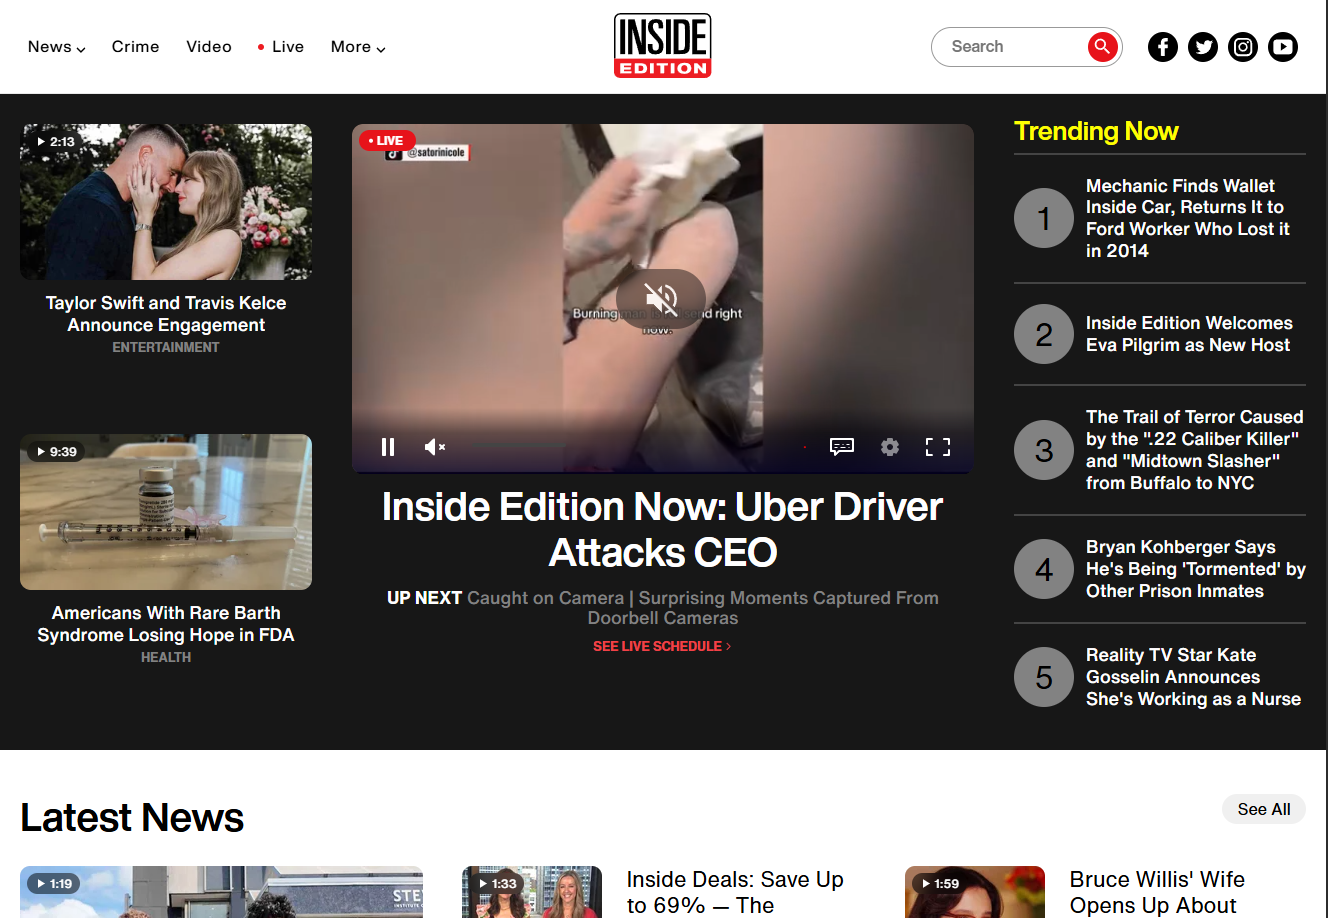 News
Crime
Video
Live
More
INSIDE
EDITION
Search
2:13
Taylor Swift and Travis Kelce
Announce Engagement
ENTERTAINMENT
9:39
Americans With Rare Barth
Syndrome Losing Hope in FDA
HEALTH
LIVE
@satorinicole
Burning
nd right
now.
Inside Edition Now: Uber Driver
Attacks CEO
UP NEXT Caught on Camera | Surprising Moments Captured From
Doorbell Cameras
SEE LIVE SCHEDULE
Trending Now
1
Mechanic Finds Wallet
Inside Car, Returns It to
Ford Worker Who Lost it
in 2014
2
Inside Edition Welcomes
Eva Pilgrim as New Host
3
The Trail of Terror Caused
by the ".22 Caliber Killer"
and "Midtown Slasher"
from Buffalo to NYC
4
Bryan Kohberger Says
He's Being 'Tormented' by
Other Prison Inmates
5
Reality TV Star Kate
Gosselin Announces
She's Working as a Nurse
Latest News
See All
1:19
STE
1:33
Inside Deals: Save Up
to 69% — The
1:59
Bruce Willis' Wife
Opens Up About